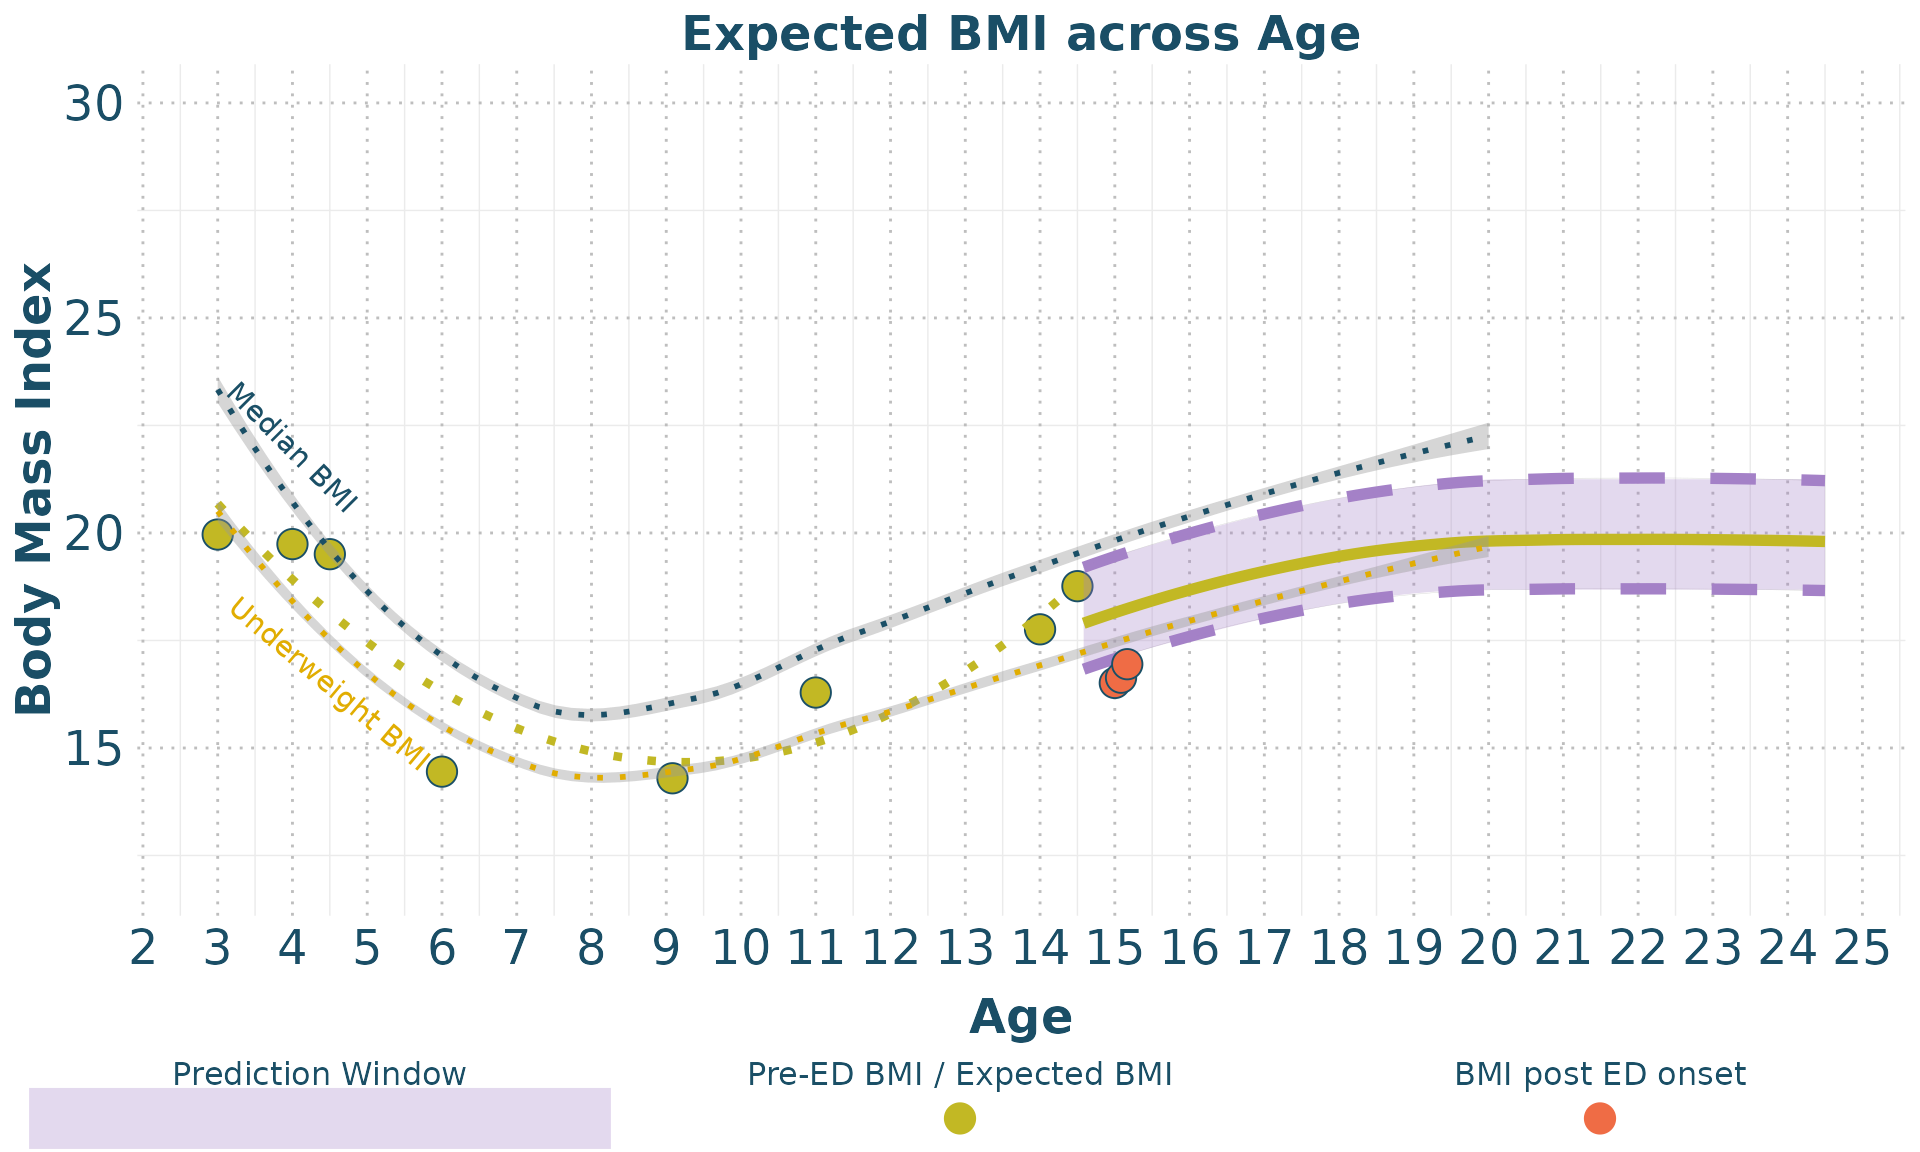 Expected BMI across Age
Body Mass Index
30
25
20
15
Median BMI
Underweight BMI
2 3 4 5 6 7 8 9 10 11 12 13 14 15 16 17 18 19 20 21 22 23 24 25
Age
Prediction Window
Pre-ED BMI / Expected BMI
BMI post ED onset